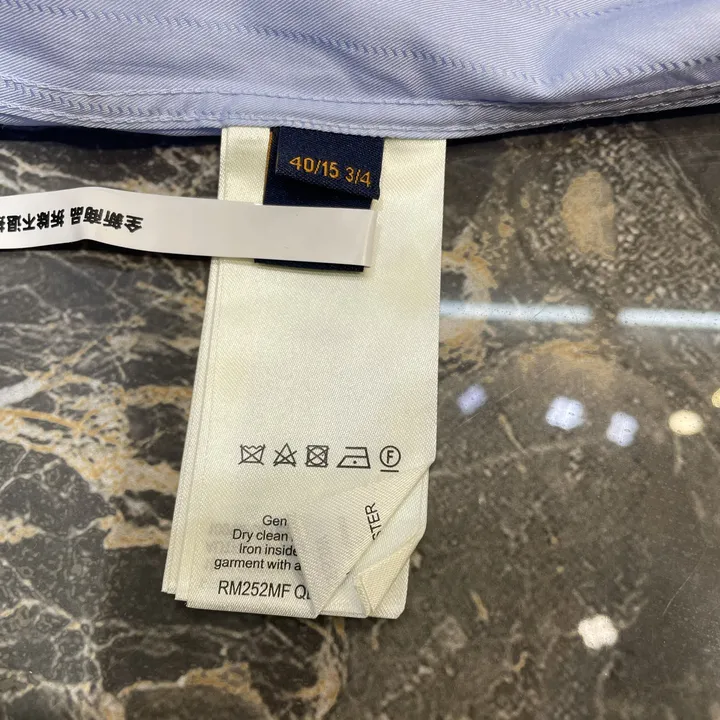 40/15 3/4
全新商品 拆除不退
F
STER
Gen
Dry clean
Iron inside
garment with a
RM252MF